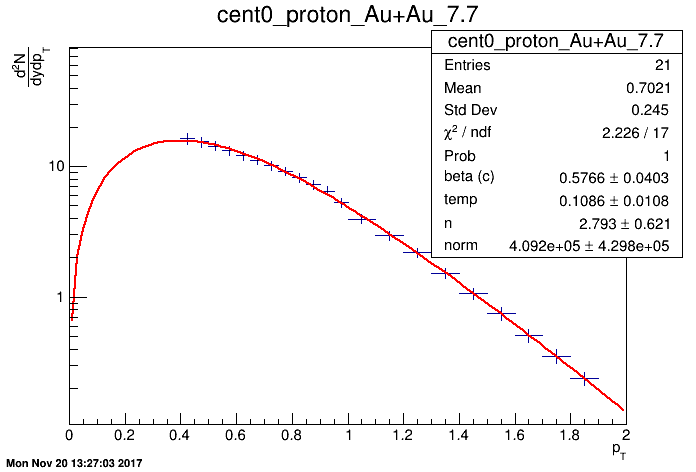 cent0_proton_Au+Au_7.7
d²N
dydp_T
cent0_proton_Au+Au_7.7
Entries 21
Mean 0.7021
Std Dev 0.245
χ² / ndf 2.226 / 17
Prob 1
beta (c) 0.5766 ± 0.0403
temp 0.1086 ± 0.0108
n 2.793 ± 0.621
norm 4.092e+05 ± 4.298e+05
10
1
0 0.2 0.4 0.6 0.8 1 1.2 1.4 1.6 1.8 2
p_T
Mon Nov 20 13:27:03 2017